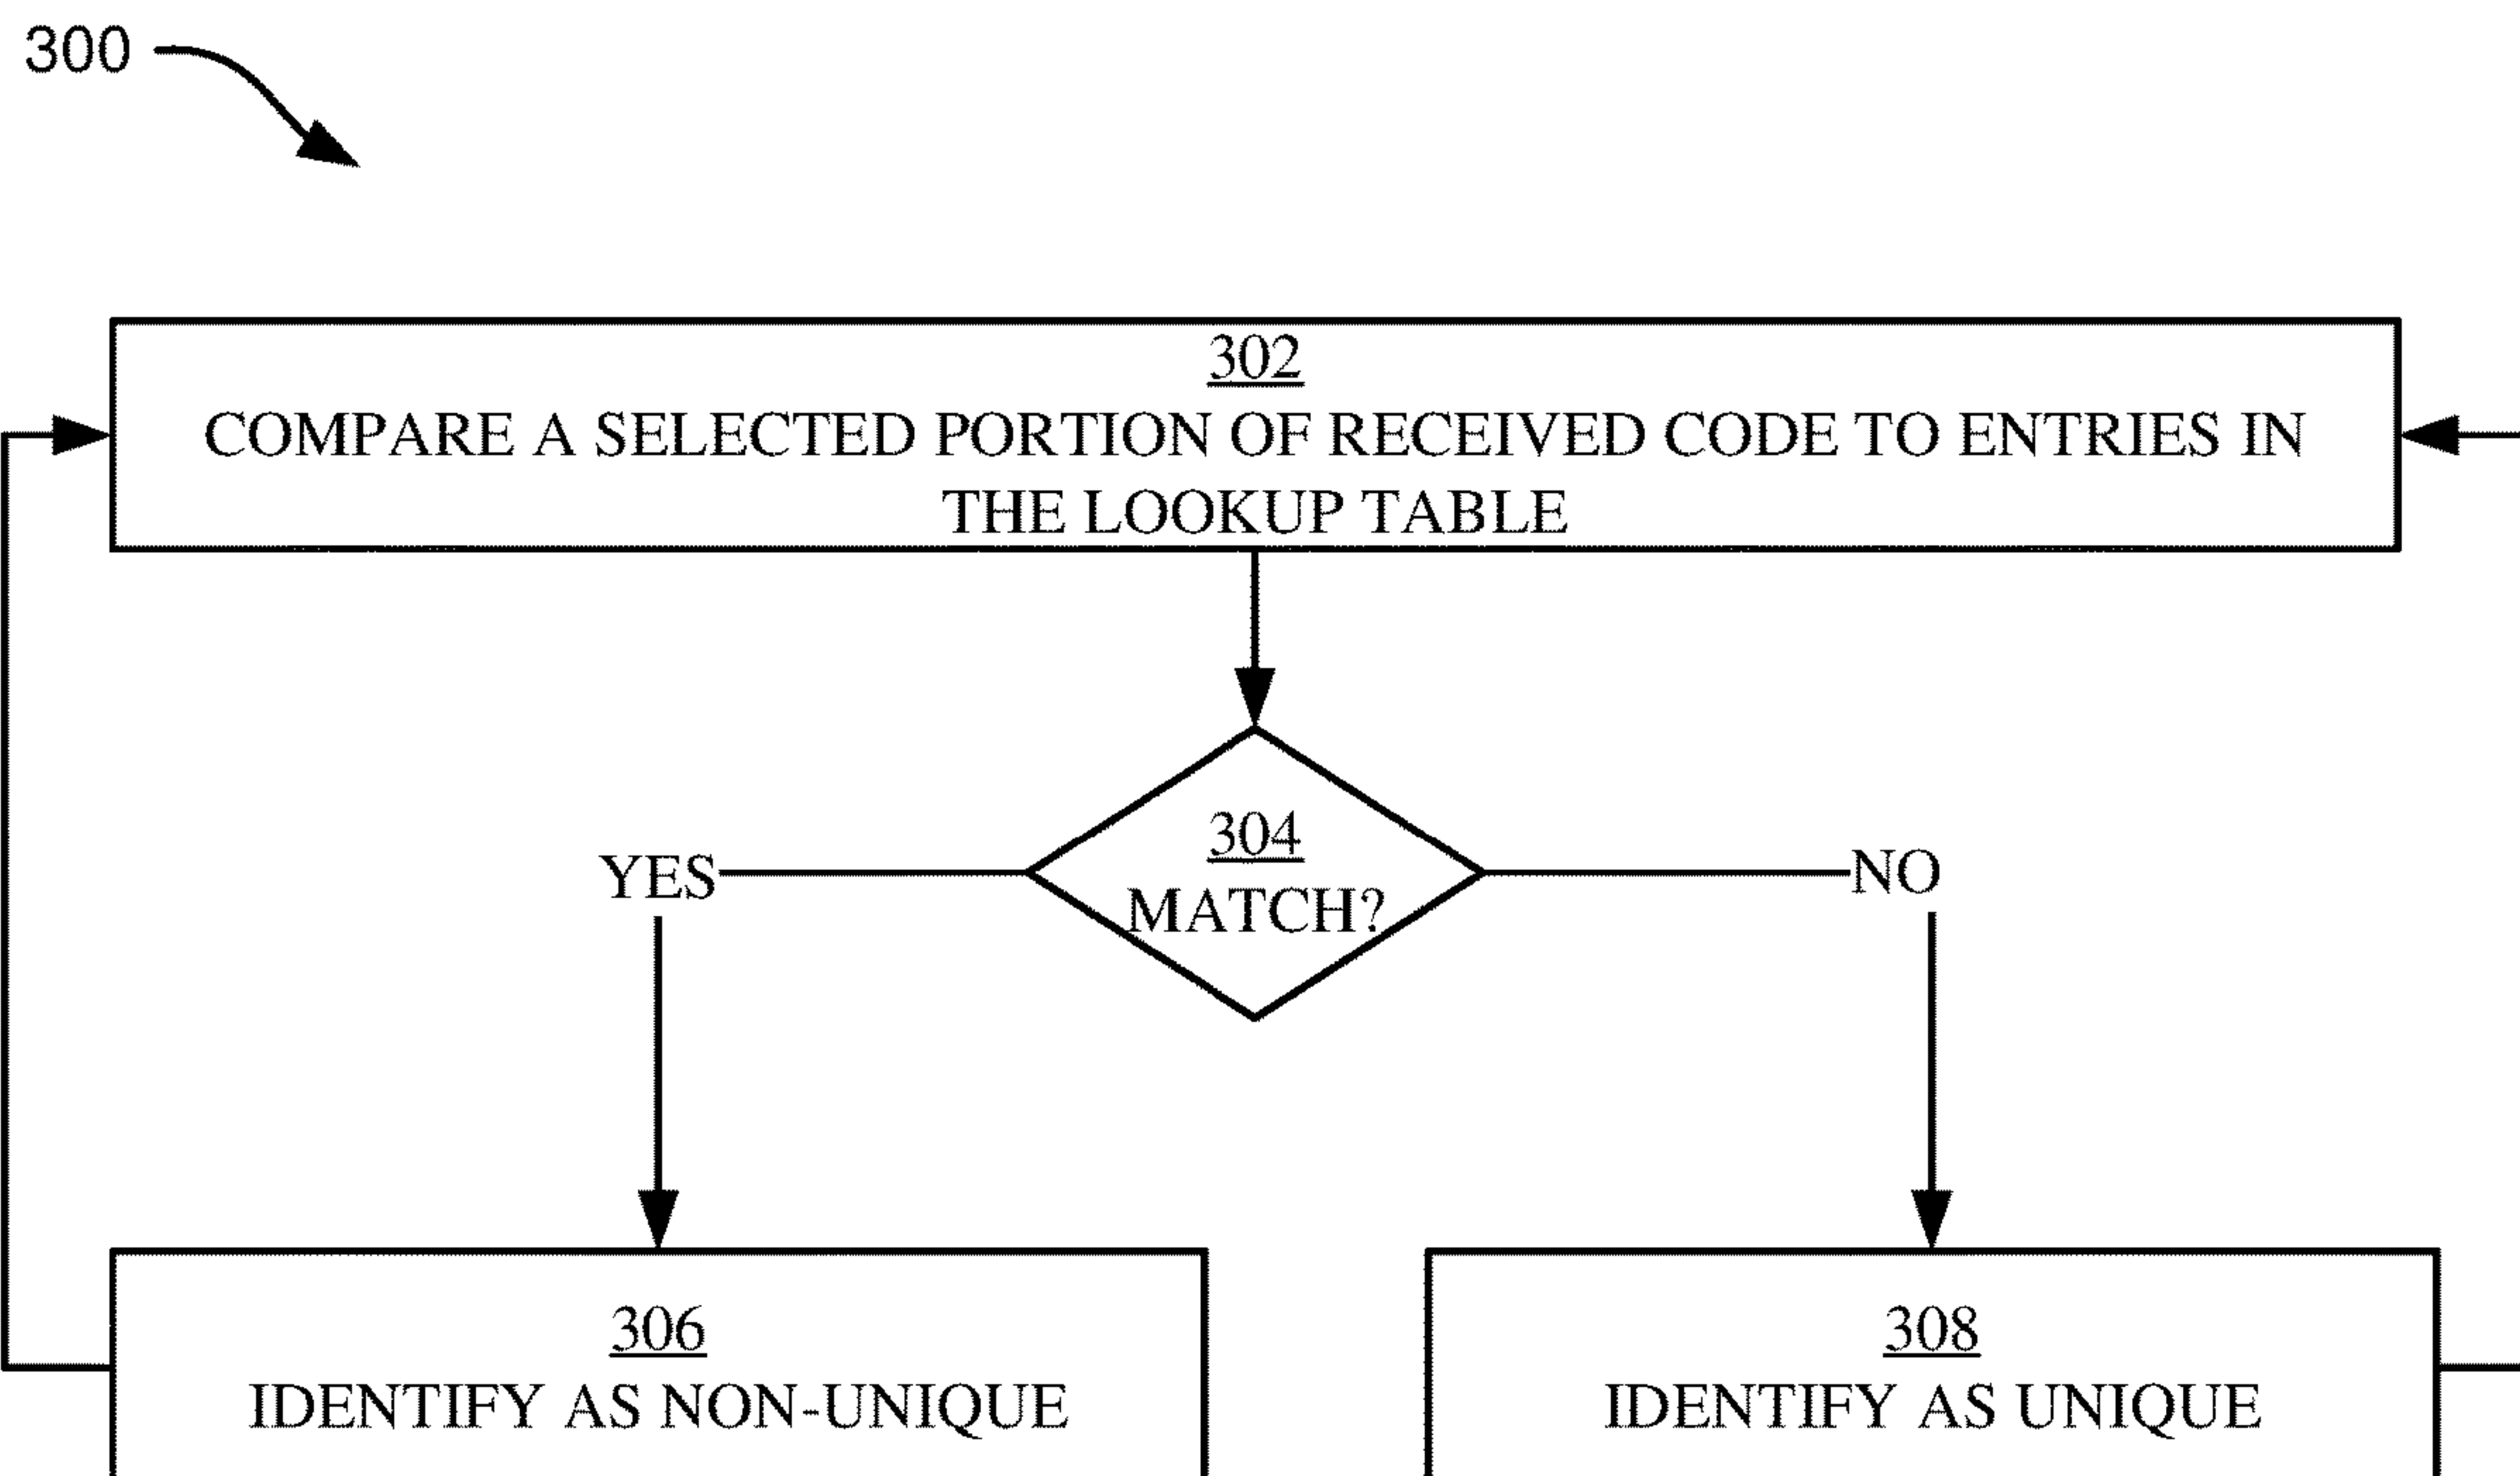 300
302
COMPARE A SELECTED PORTION OF RECEIVED CODE TO ENTRIES IN
THE LOOKUP TABLE
304
MATCH?
YES
NO
306
IDENTIFY AS NON-UNIQUE
308
IDENTIFY AS UNIQUE